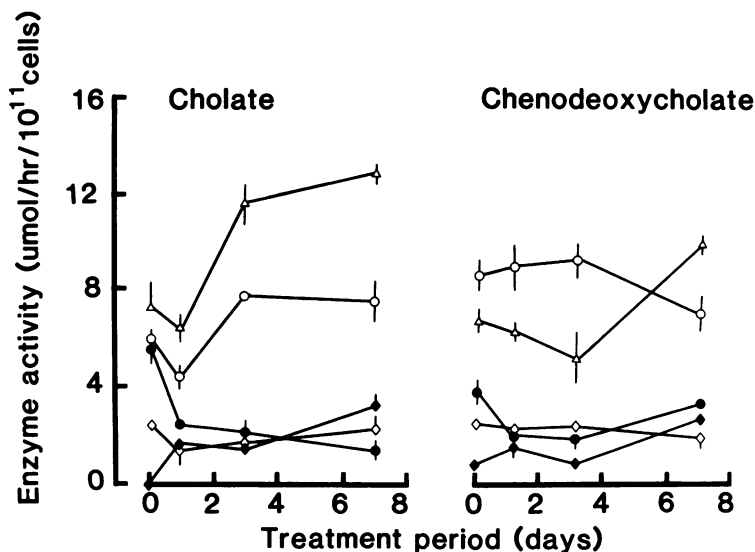 Enzyme activity (umol/hr/10¹¹cells)
Cholate
Chenodeoxycholate
16
12
8
4
0
0 2 4 6 8
0 2 4 6 8
Treatment period (days)